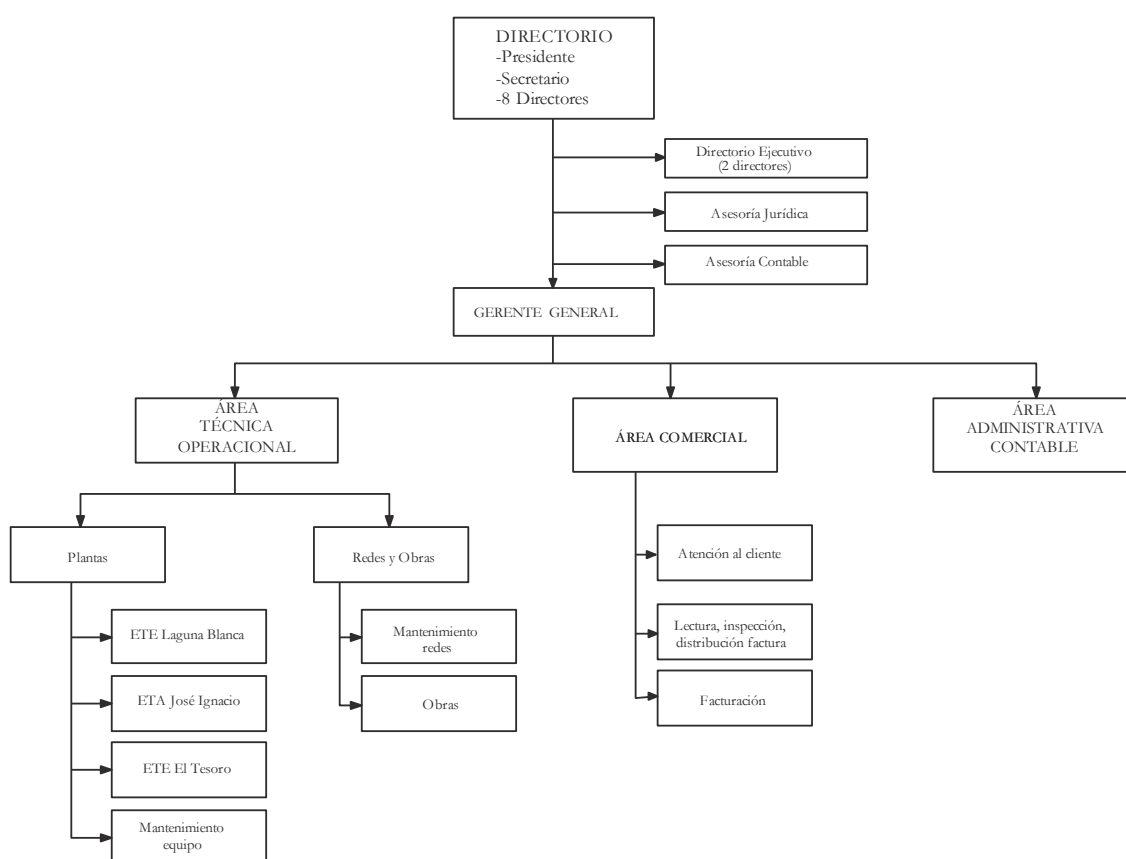 DIRECTORIO
-Presidente
-Secretario
-8 Directores
Directorio Ejecutivo
(2 directores)
Asesoría Jurídica
Asesoría Contable
GERENTE GENERAL
ÁREA
TÉCNICA
OPERACIONAL
ÁREA COMERCIAL
ÁREA
ADMINISTRATIVA
CONTABLE
Plantas
Redes y Obras
ETE Laguna Blanca
ETA José Ignacio
ETE El Tesoro
Mantenimiento
equipo
Mantenimiento
redes
Obras
Atención al cliente
Lectura, inspección,
distribución factura
Facturación